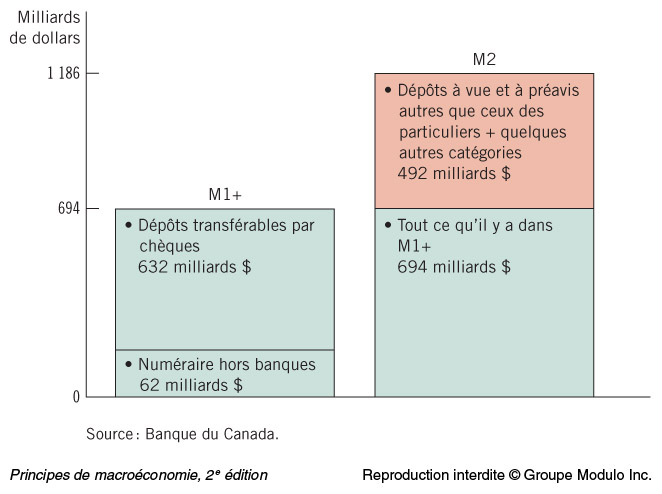 Milliards
de dollars
1 186
694
0
M1+
• Dépôts transférables par
chèques
632 milliards $
• Numéraire hors banques
62 milliards $
M2
• Dépôts à vue et à préavis
autres que ceux des
particuliers + quelques
autres catégories
492 milliards $
• Tout ce qu’il y a dans
M1+
694 milliards $
Source : Banque du Canada.
Principes de macroéconomie, 2e édition
Reproduction interdite © Groupe Modulo Inc.